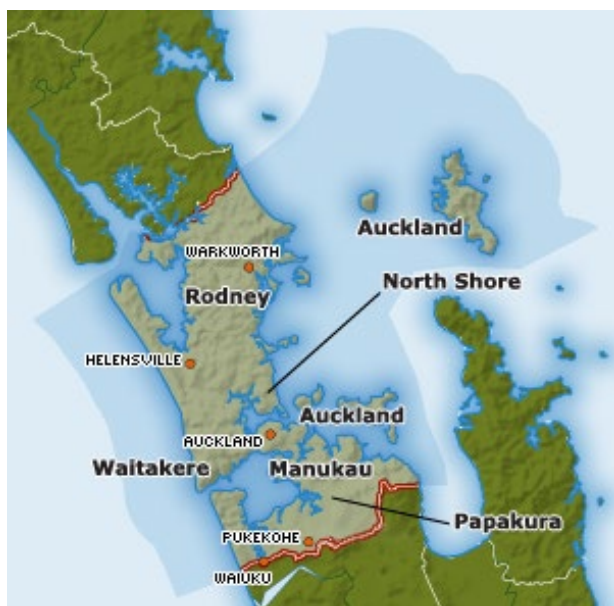 Auckland
WARKWORTH
North Shore
Rodney
HELENSVILLE
Auckland
AUCKLAND
Waitakere
Manukau
Papakura
PUKEKOHE
WAIUKU